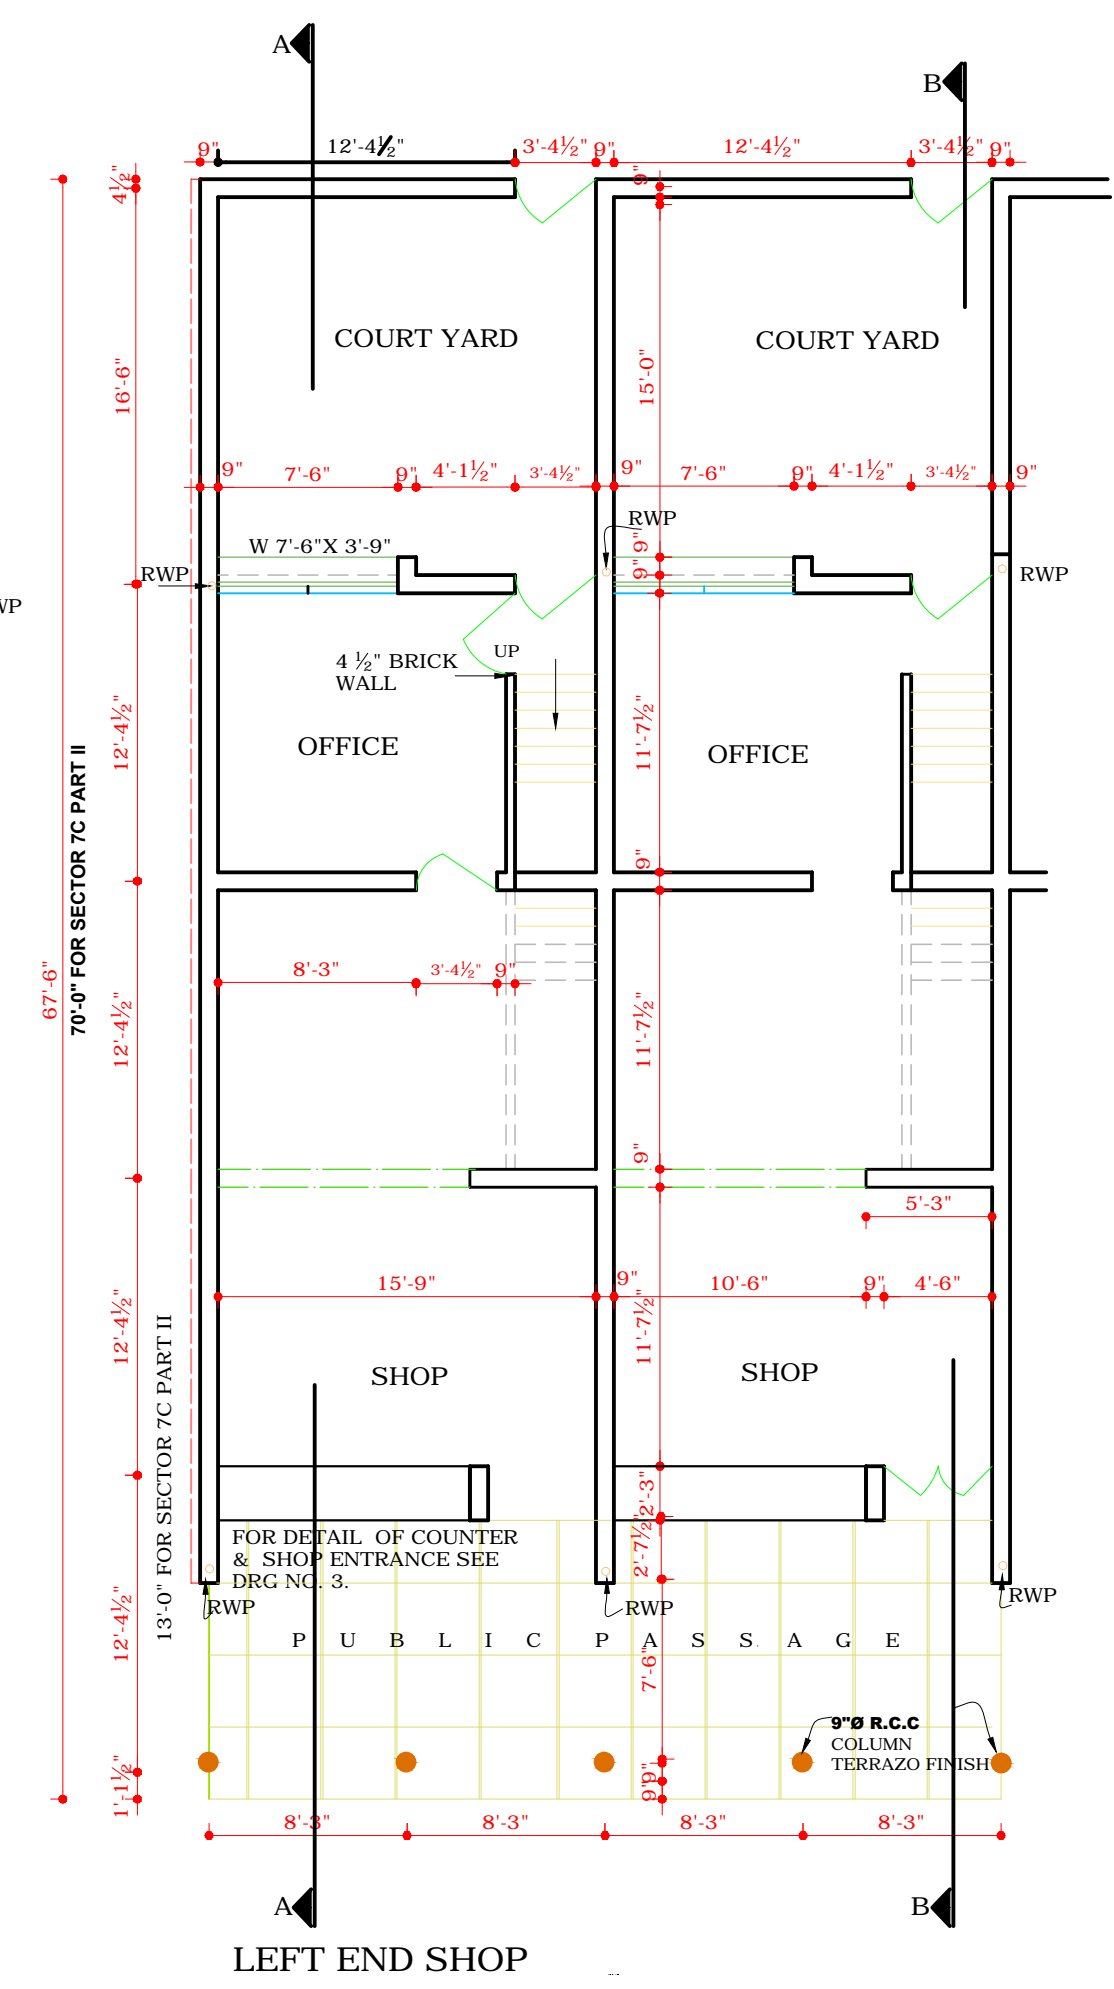 A
B
9"
12'-4½"
3'-4½"
9"
12'-4½"
3'-4½"
9"
4½"
9"
COURT YARD
COURT YARD
16'-6"
15'-0"
9"
7'-6"
9"
4'-1½"
3'-4½"
9"
7'-6"
9"
4'-1½"
3'-4½"
9"
RWP
W 7'-6"X 3'-9"
9"
9"
RWP
RWP
WP
UP
4 ½" BRICK
WALL
12'-4½"
11'-7½"
OFFICE
OFFICE
70'-0" FOR SECTOR 7C PART II
9"
67'-6"
8'-3"
3'-4½"
9"
12'-4½"
11'-7½"
9"
5'-3"
15'-9"
9"
10'-6"
9"
4'-6"
12'-4½"
11'-7½"
13'-0" FOR SECTOR 7C PART II
SHOP
SHOP
2'-3"
2'-7½"
FOR DETAIL OF COUNTER
& SHOP ENTRANCE SEE
DRG NO. 3.
RWP
RWP
RWP
12'-4½"
PUBLIC PASSAGE
7'-6"
9"Ø R.C.C
COLUMN
TERRAZO FINISH
1'-1½"
9"
9"
8'-3"
8'-3"
8'-3"
8'-3"
A
B
LEFT END SHOP